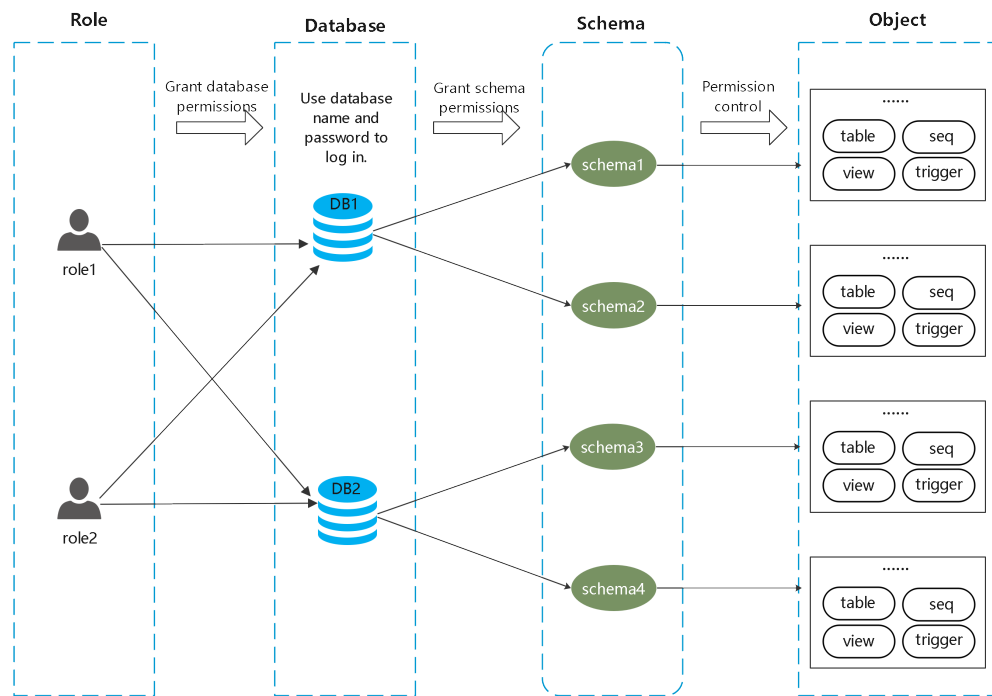 Role
Database
Schema
Object
Grant database
permissions
Use database
name and
password to
log in.
Grant schema
permissions
Permission
control
DB1
DB2
role1
role2
schema1
schema2
schema3
schema4
......
table
seq
view
trigger
......
table
seq
view
trigger
......
table
seq
view
trigger
......
table
seq
view
trigger